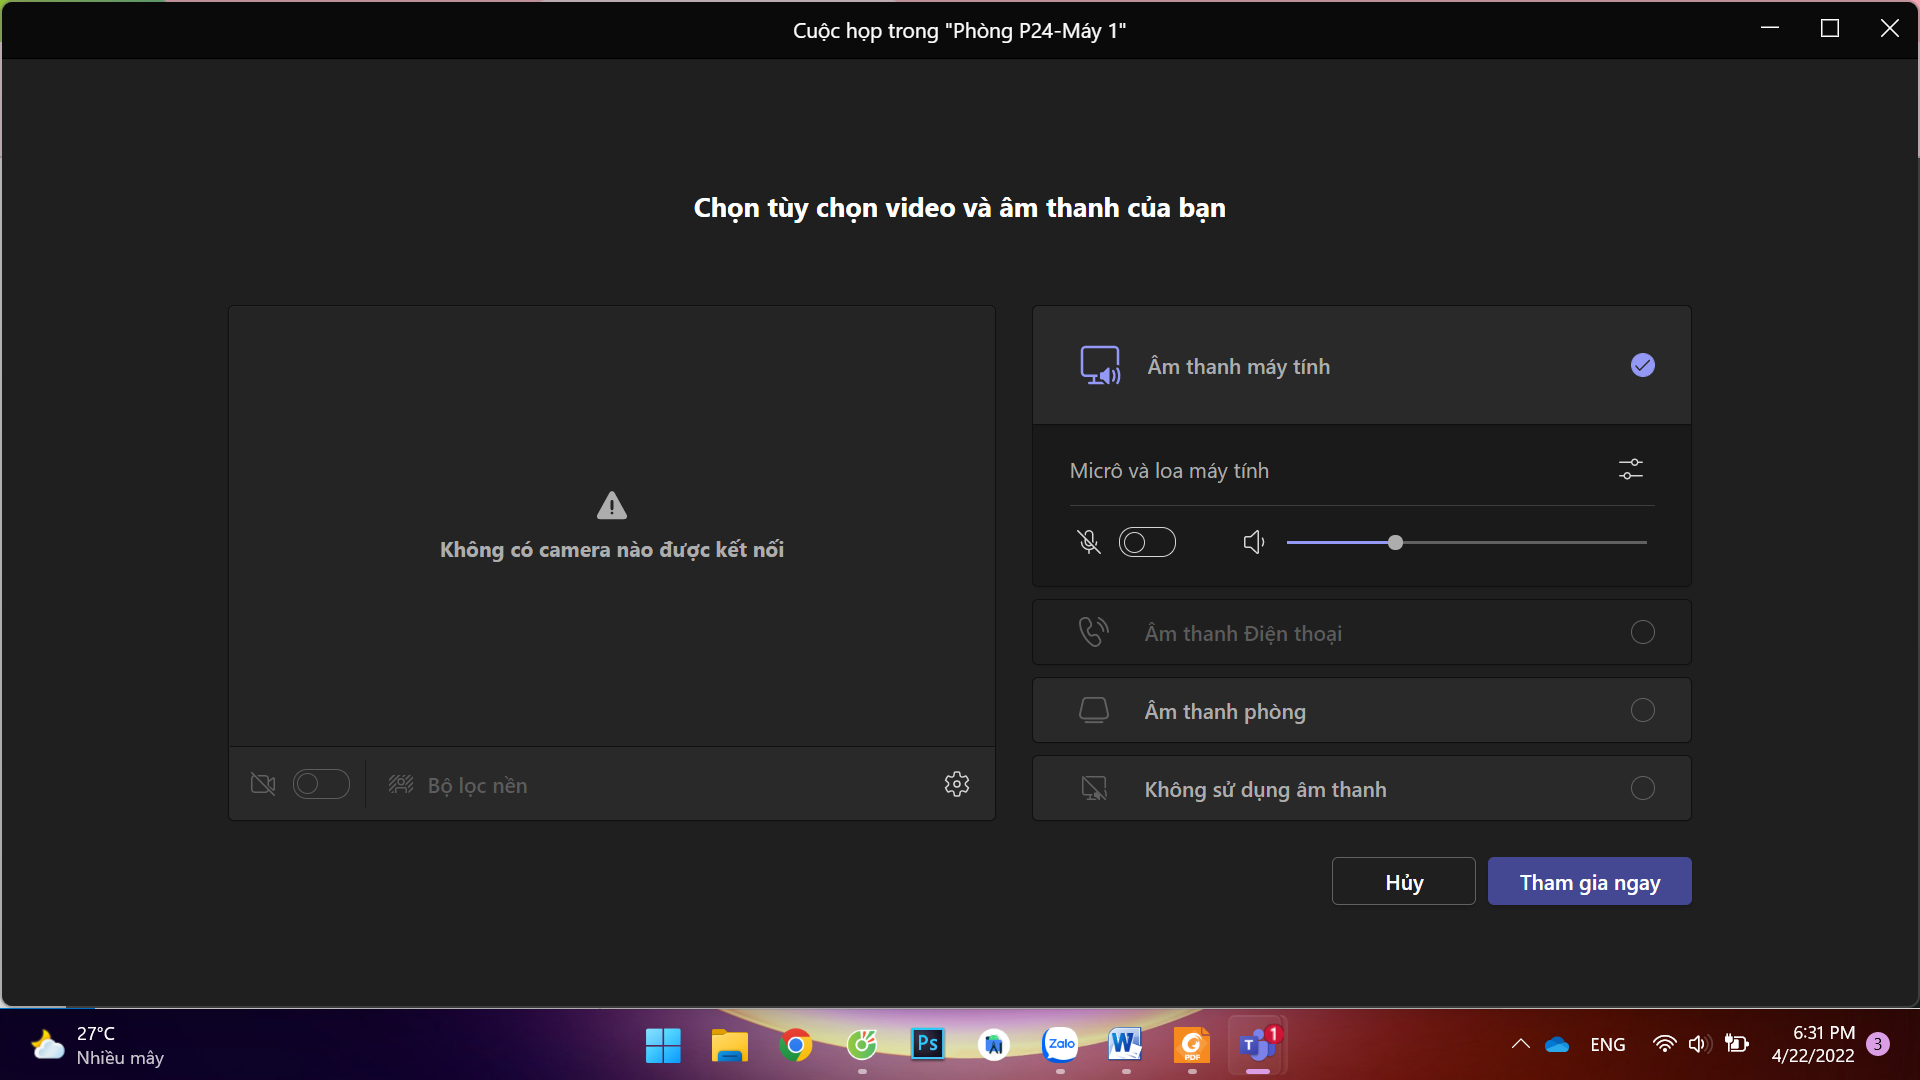 Cuộc họp trong "Phòng P24-Máy 1"
Chọn tùy chọn video và âm thanh của bạn
Không có camera nào được kết nối
Bộ lọc nền
Âm thanh máy tính
Micrô và loa máy tính
Âm thanh Điện thoại
Âm thanh phòng
Không sử dụng âm thanh
Hủy
Tham gia ngay
27°C
Nhiều mây
Ps
AI
Zalo
W
PDF
T
1
ENG
6:31 PM
4/22/2022
3